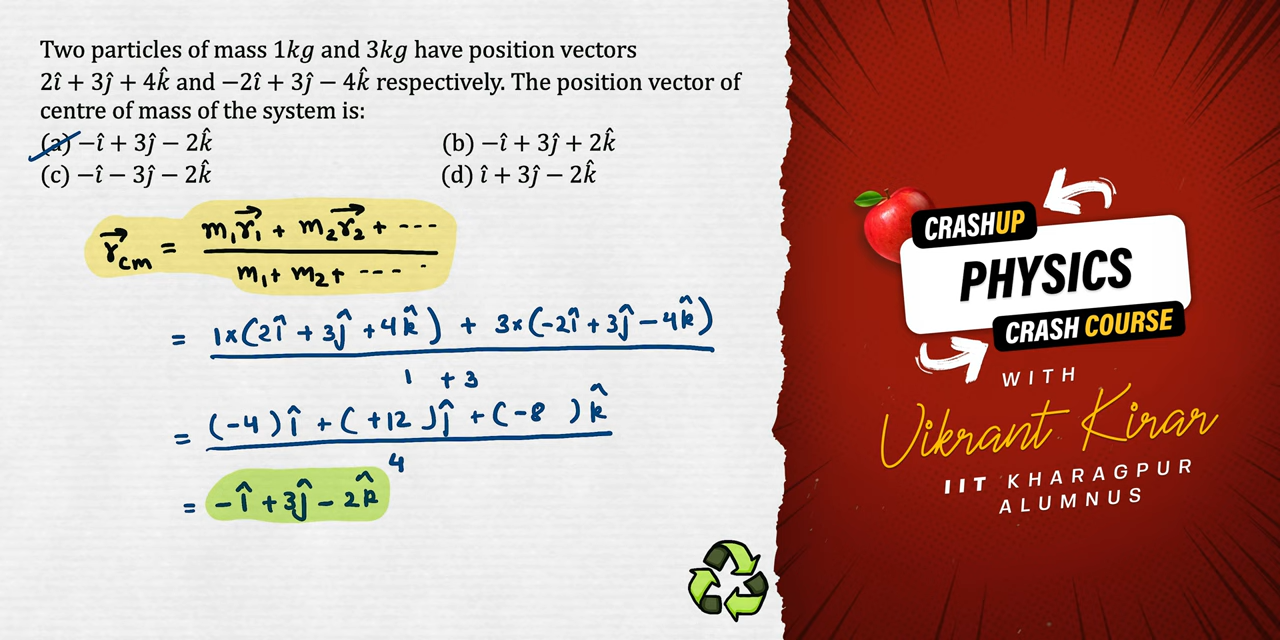 Two particles of mass 1kg and 3kg have position vectors
2î + 3ĵ + 4k̂ and −2î + 3ĵ − 4k̂ respectively. The position vector of
centre of mass of the system is:
(a) −î + 3ĵ − 2k̂ (b) −î + 3ĵ + 2k̂
(c) −î − 3ĵ − 2k̂ (d) î + 3ĵ − 2k̂
r⃗cm = (m₁r⃗₁ + m₂r⃗₂ + ---) / (m₁ + m₂ + ----)
= (1×(2î + 3ĵ + 4k̂) + 3×(−2î + 3ĵ − 4k̂)) / (1 + 3)
= ((−4)î + (+12)ĵ + (−8)k̂) / 4
= −î + 3ĵ − 2k̂
CRASHUP
PHYSICS
CRASH COURSE
WITH
Vikrant Kirar
IIT KHARAGPUR
ALUMNUS